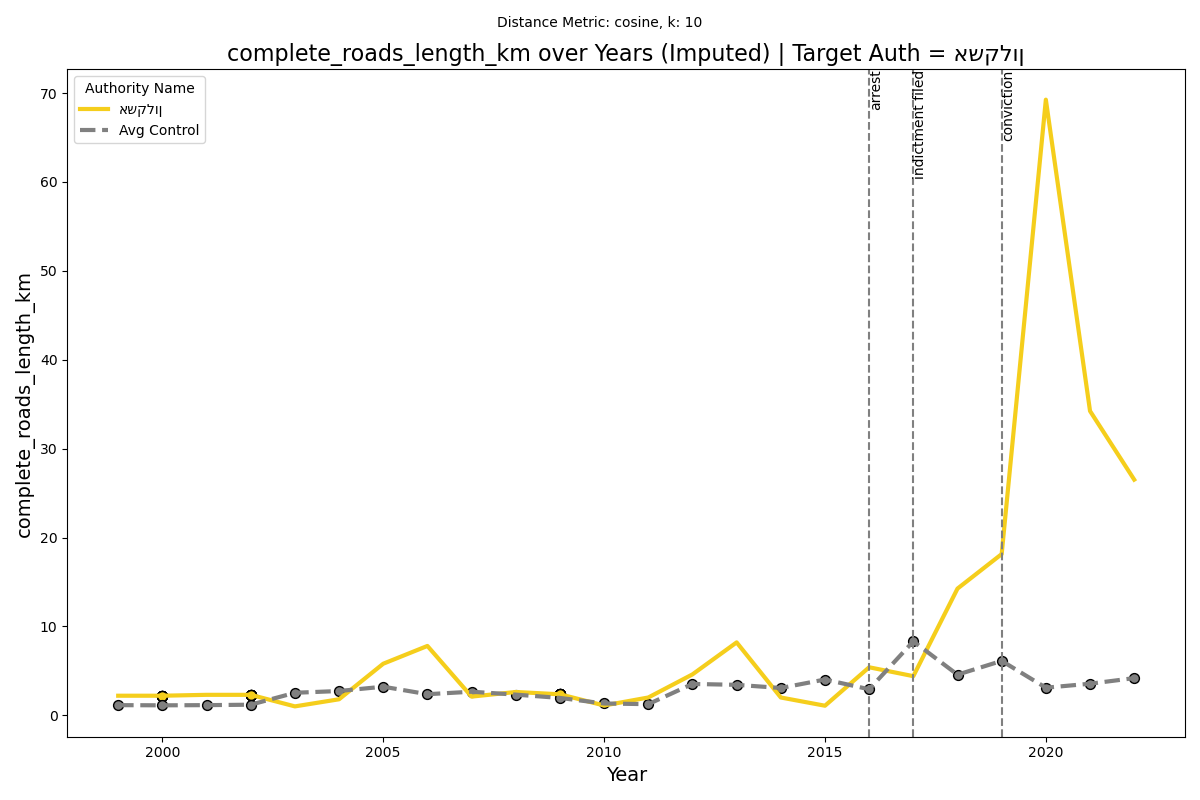 Distance Metric: cosine, k: 10
complete_roads_length_km over Years (Imputed) | Target Auth = אשקלון
Authority Name
אשקלון
Avg Control
arrest
indictment filed
conviction
complete_roads_length_km
70
60
50
40
30
20
10
0
2000
2005
2010
2015
2020
Year